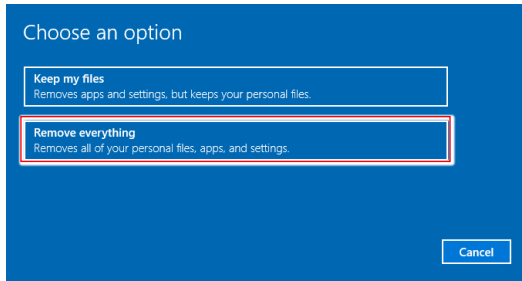 Choose an option
Keep my files
Removes apps and settings, but keeps your personal files.
Remove everything
Removes all of your personal files, apps, and settings.
Cancel